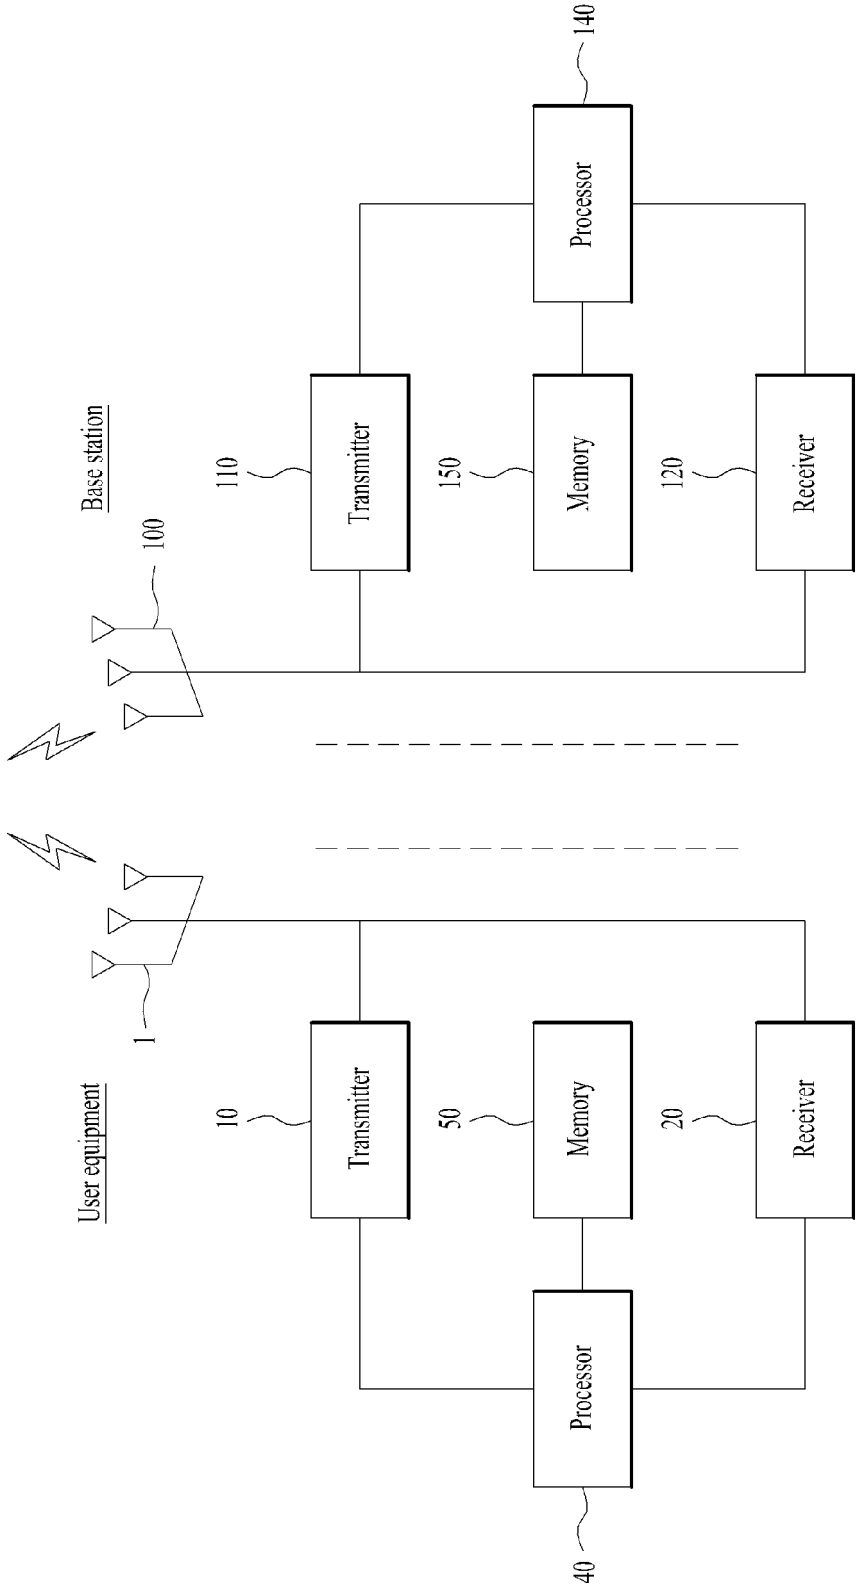 User equipment
Base station
1
100
10
Transmitter
110
Transmitter
40
Processor
50
Memory
150
Memory
Processor
140
20
Receiver
120
Receiver